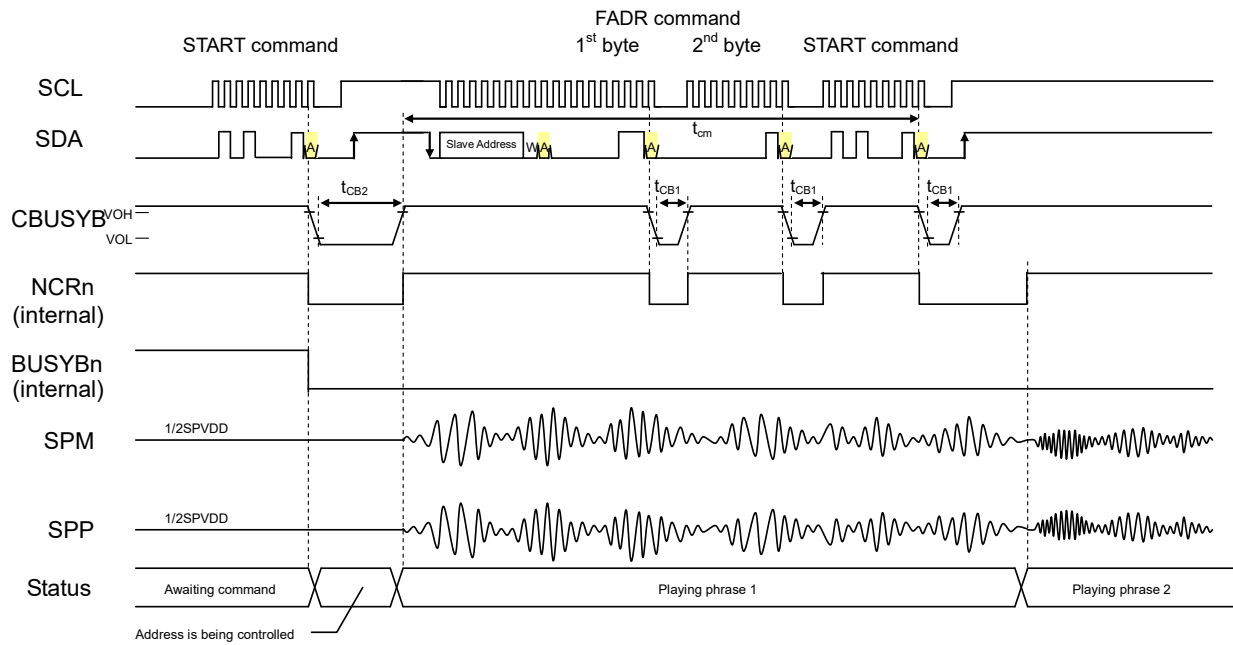 FADR command
START command 1st byte 2nd byte START command
SCL
SDA A Slave Address W A A A A
tcm
tCB2 tCB1 tCB1 tCB1
CBUSYB VOH
VOL
NCRn
(internal)
BUSYBn
(internal)
SPM 1/2SPVDD
SPP 1/2SPVDD
Status Awaiting command Playing phrase 1 Playing phrase 2
Address is being controlled